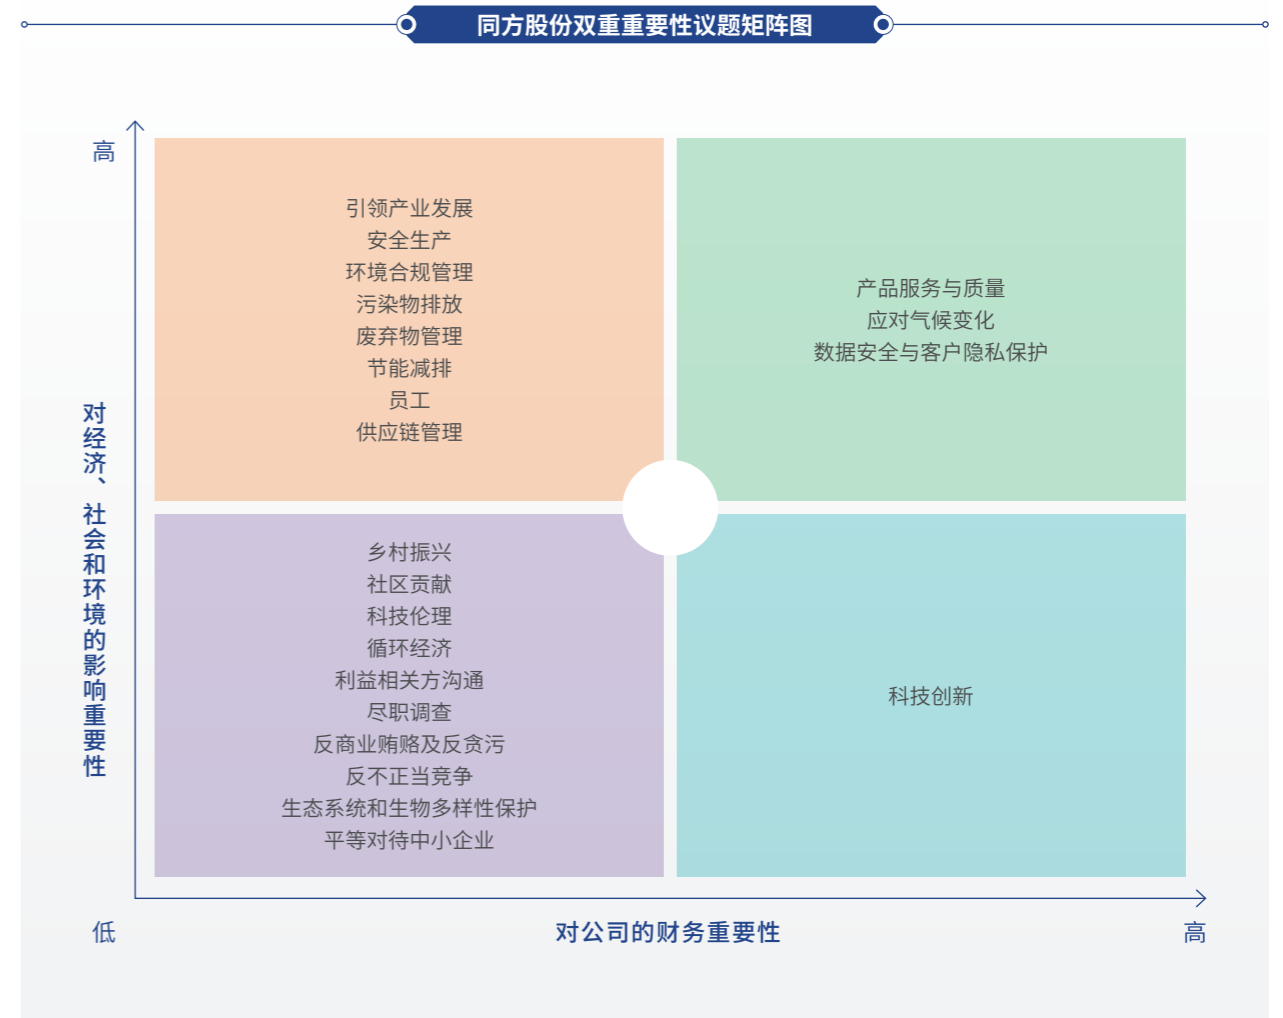 同方股份双重重要性议题矩阵图
高
对经济、社会和环境的影响重要性
引领产业发展
安全生产
环境合规管理
污染物排放
废弃物管理
节能减排
员工
供应链管理
产品服务与质量
应对气候变化
数据安全与客户隐私保护
乡村振兴
社区贡献
科技伦理
循环经济
利益相关方沟通
尽职调查
反商业贿赂及反贪污
反不正当竞争
生态系统和生物多样性保护
平等对待中小企业
科技创新
低
对公司的财务重要性
高